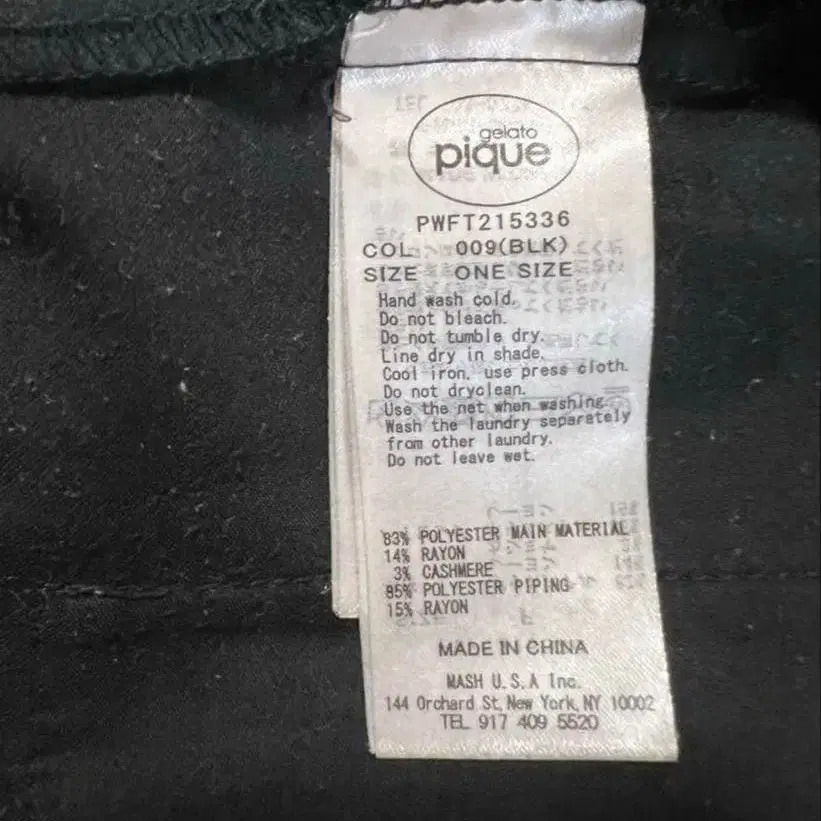 gelato
pique
PWFT215336
COL 009(BLK)
SIZE ONE SIZE
Hand wash cold.
Do not bleach.
Do not tumble dry.
Line dry in shade.
Cool iron. use press cloth.
Do not dryclean.
Use the net when washing.
Wash the laundry separately
from other laundry.
Do not leave wet.
83% POLYESTER MAIN MATERIAL
14% RAYON
3% CASHMERE
85% POLYESTER PIPING
15% RAYON
MADE IN CHINA
MASH U.S.A Inc.
144 Orchard St, New York, NY 10002
TEL 917 409 5520